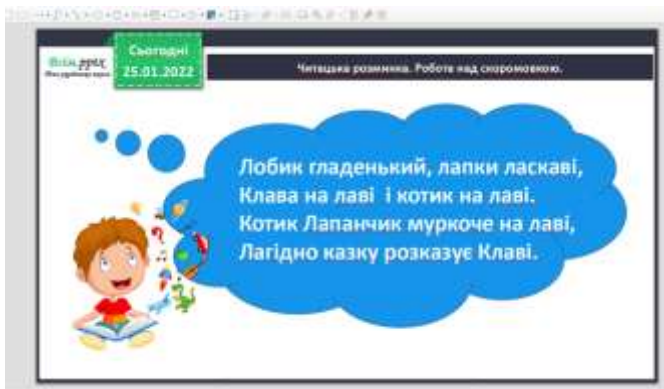 Сьогодні
25.01.2022
Читацька розминка. Робота над скоромовкою.
Лобик гладенький, лапки ласкаві,
Клава на лаві і котик на лаві.
Котик Лапанчик муркоче на лаві,
Лагідно казку розказує Клаві.